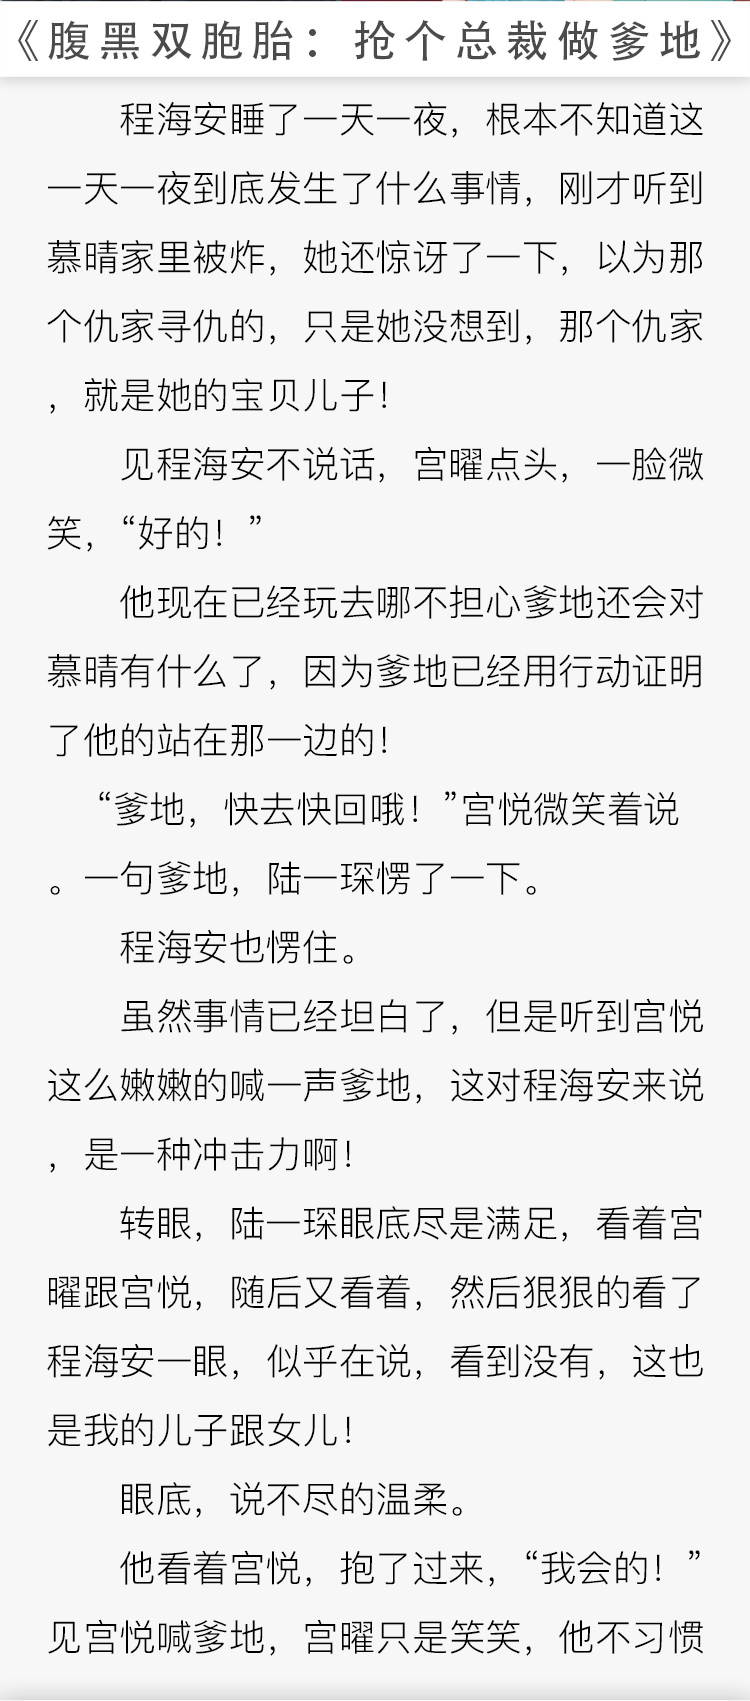 《腹黑双胞胎：抢个总裁做爹地》
程海安睡了一天一夜，根本不知道这
一天一夜到底发生了什么事情，刚才听到
慕晴家里被炸，她还惊讶了一下，以为那
个仇家寻仇的，只是她没想到，那个仇家
，就是她的宝贝儿子！
见程海安不说话，宫曜点头，一脸微
笑，“好的！”
他现在已经玩去哪不担心爹地还会对
慕晴有什么了，因为爹地已经用行动证明
了他的站在那一边的！
“爹地，快去快回哦！”宫悦微笑着说
。一句爹地，陆一琛愣了一下。
程海安也愣住。
虽然事情已经坦白了，但是听到宫悦
这么嫩嫩的喊一声爹地，这对程海安来说
，是一种冲击力啊！
转眼，陆一琛眼底尽是满足，看着宫
曜跟宫悦，随后又看着，然后狠狠的看了
程海安一眼，似乎在说，看到没有，这也
是我的儿子跟女儿！
眼底，说不尽的温柔。
他看着宫悦，抱了过来，“我会的！”
见宫悦喊爹地，宫曜只是笑笑，他不习惯